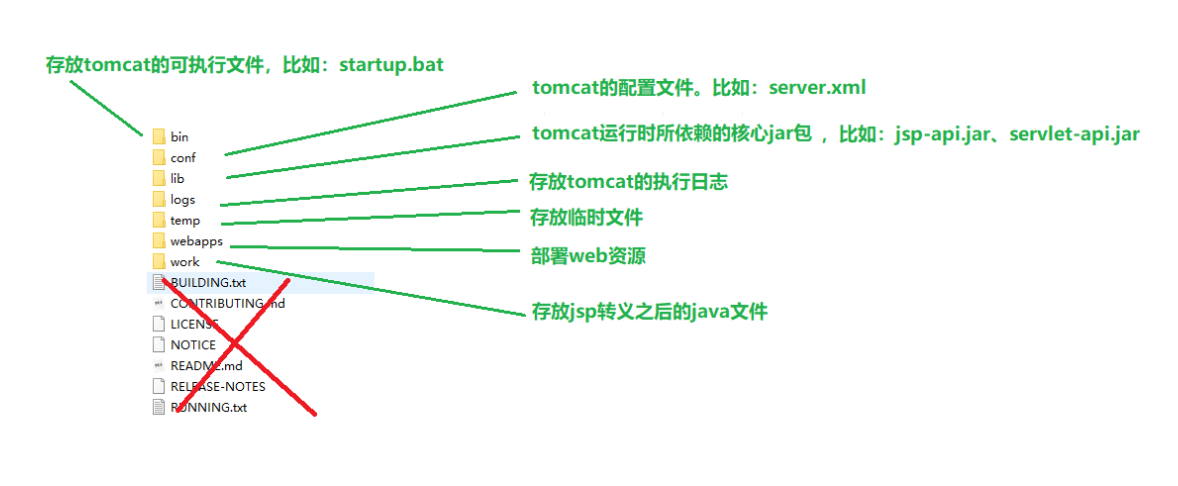 存放tomcat的可执行文件，比如：startup.bat
tomcat的配置文件。比如：server.xml
tomcat运行时所依赖的核心jar包 ，比如：jsp-api.jar、servlet-api.jar
存放tomcat的执行日志
存放临时文件
部署web资源
存放jsp转义之后的java文件
bin
conf
lib
logs
temp
webapps
work
BUILDING.txt
CONTRIBUTING.md
LICENSE
NOTICE
README.md
RELEASE-NOTES
RUNNING.txt